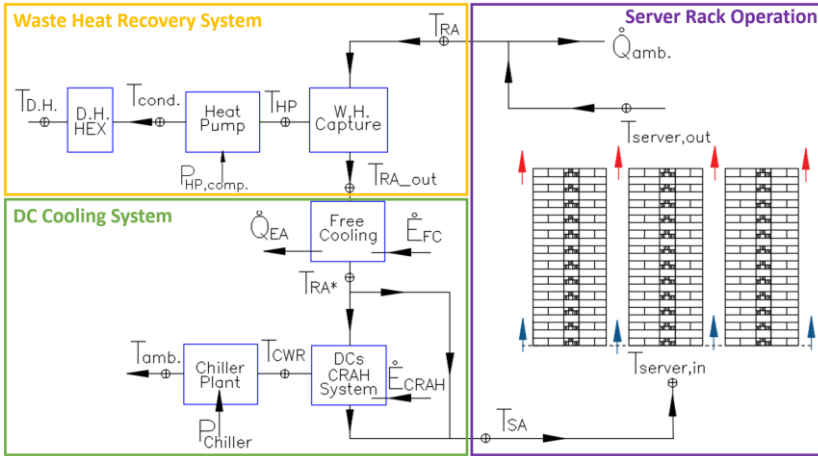 Waste Heat Recovery System
Server Rack Operation
T_RA
Q̊_amb.
T_D.H.
D.H.
HEX
T_cond.
Heat
Pump
T_HP
W.H.
Capture
P_HP,comp.
T_RA_out
T_server,out
DC Cooling System
Q̊_EA
Free
Cooling
E̊_FC
T_RA*
T_amb.
Chiller
Plant
T_CWR
DCs
CRAH
System
E̊_CRAH
P_Chiller
T_server,in
T_SA